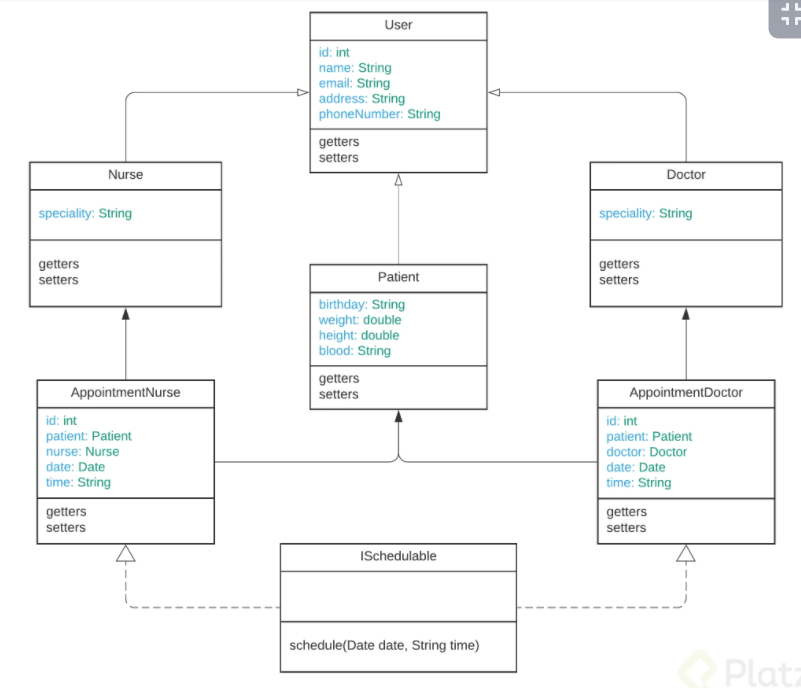 User
id: int
name: String
email: String
address: String
phoneNumber: String
getters
setters
Nurse
speciality: String
getters
setters
Doctor
speciality: String
getters
setters
Patient
birthday: String
weight: double
height: double
blood: String
getters
setters
AppointmentNurse
id: int
patient: Patient
nurse: Nurse
date: Date
time: String
getters
setters
AppointmentDoctor
id: int
patient: Patient
doctor: Doctor
date: Date
time: String
getters
setters
ISchedulable
schedule(Date date, String time)